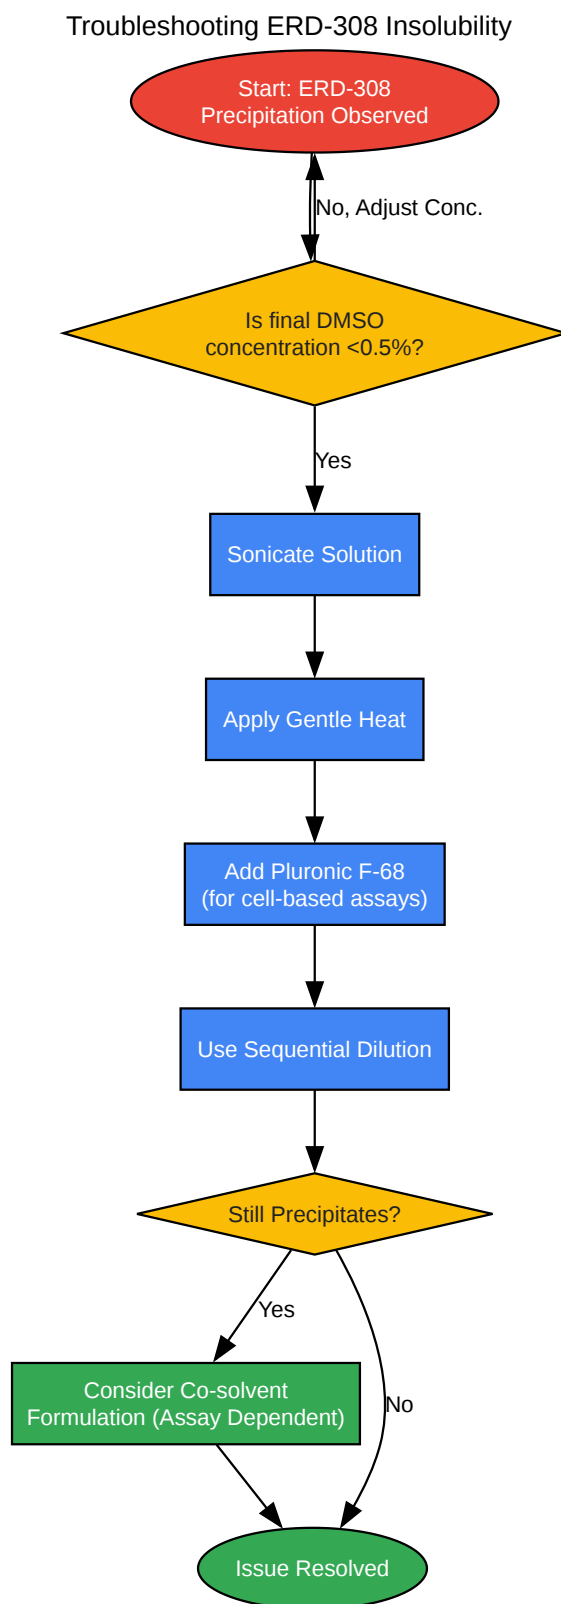 Troubleshooting ERD-308 Insolubility
Start: ERD-308
Precipitation Observed
No, Adjust Conc.
Is final DMSO
concentration <0.5%?
Yes
Sonicate Solution
Apply Gentle Heat
Add Pluronic F-68
(for cell-based assays)
Use Sequential Dilution
Still Precipitates?
Yes
Consider Co-solvent
Formulation (Assay Dependent)
No
Issue Resolved